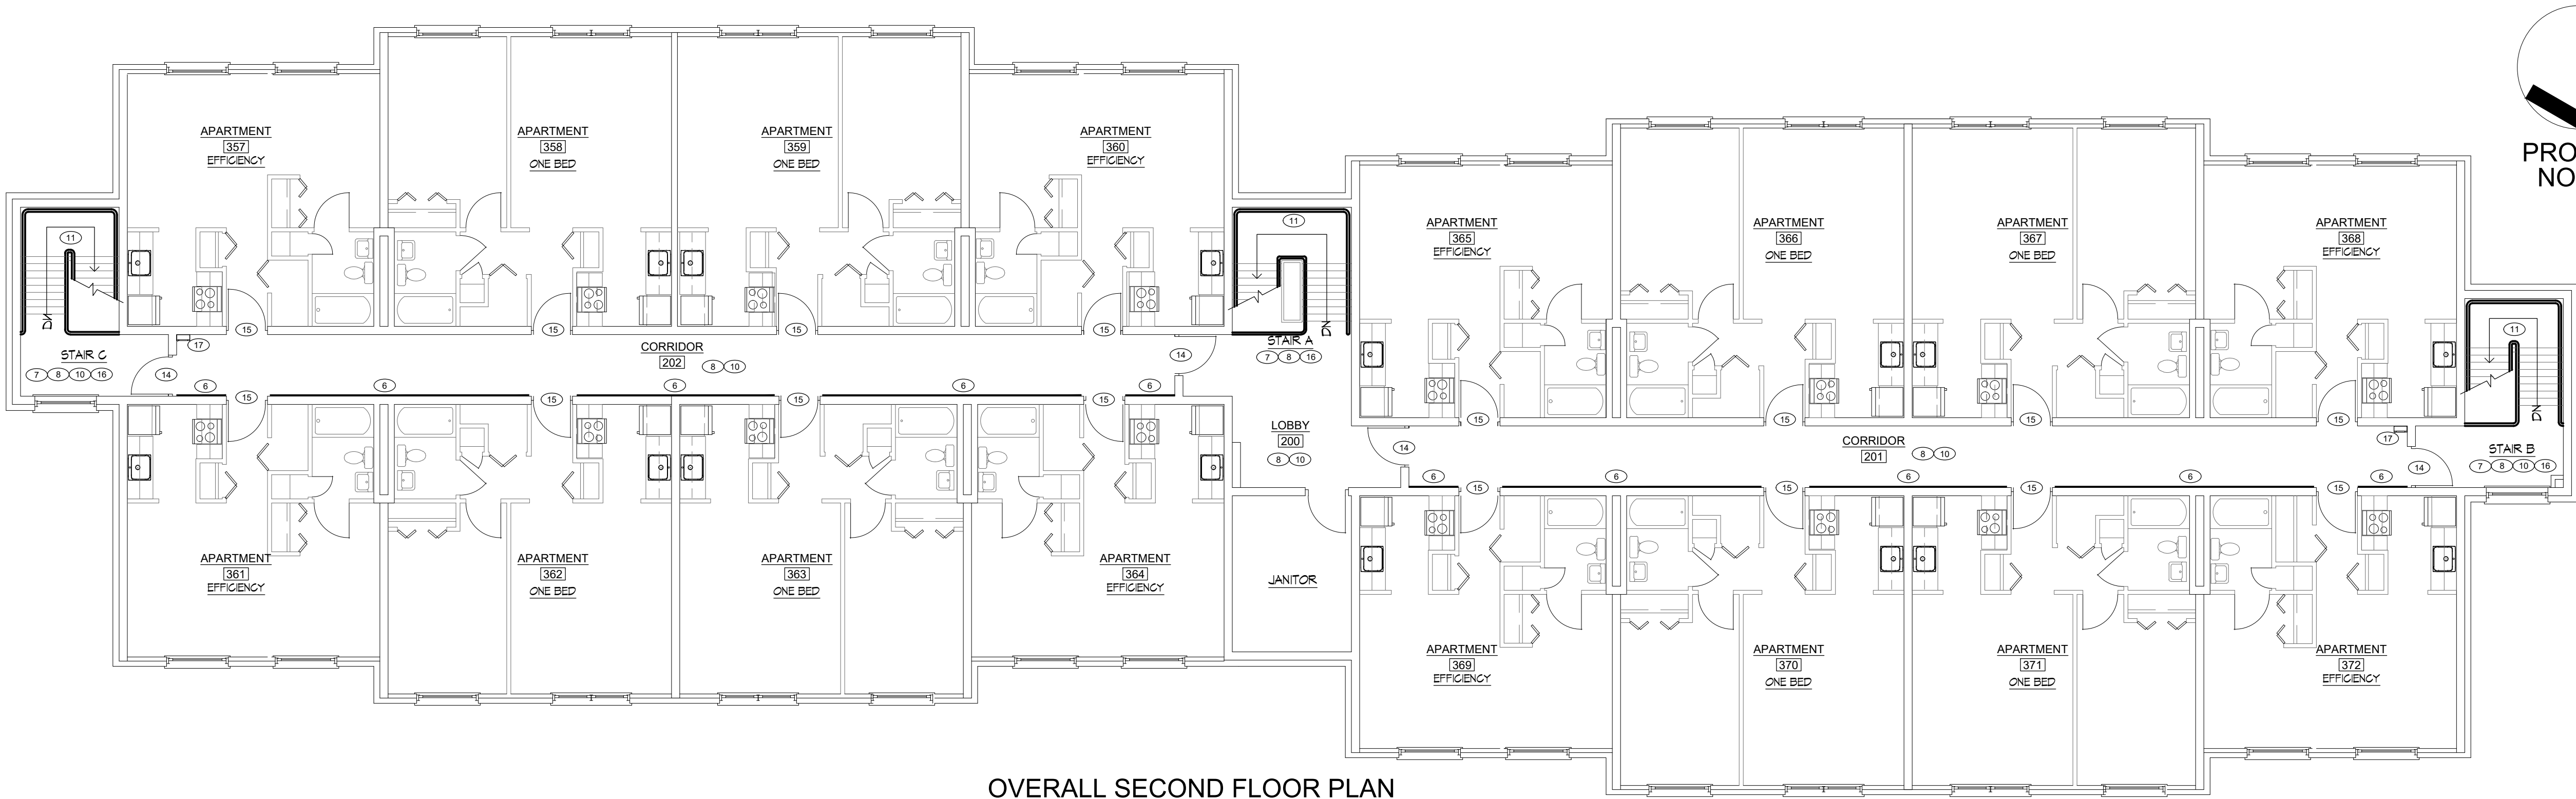 APARTMENT
357
EFFICIENCY
APARTMENT
358
ONE BED
APARTMENT
359
ONE BED
APARTMENT
360
EFFICIENCY
PRO
NO
APARTMENT
365
EFFICIENCY
APARTMENT
366
ONE BED
APARTMENT
367
ONE BED
APARTMENT
368
EFFICIENCY
11
DN
STAIR C
7 8 10 16
14
17
15
15
15
15
CORRIDOR
202
8 10
6
6
6
6
6
14
11
DN
STAIR A
7 8 16
15
15
15
15
15
15
15
15
LOBBY
200
8 10
14
CORRIDOR
201
8 10
17
14
11
DN
STAIR B
7 8 10 16
6
6
6
6
6
15
15
15
15
APARTMENT
361
EFFICIENCY
APARTMENT
362
ONE BED
APARTMENT
363
ONE BED
APARTMENT
364
EFFICIENCY
JANITOR
APARTMENT
369
EFFICIENCY
APARTMENT
370
ONE BED
APARTMENT
371
ONE BED
APARTMENT
372
EFFICIENCY
OVERALL SECOND FLOOR PLAN